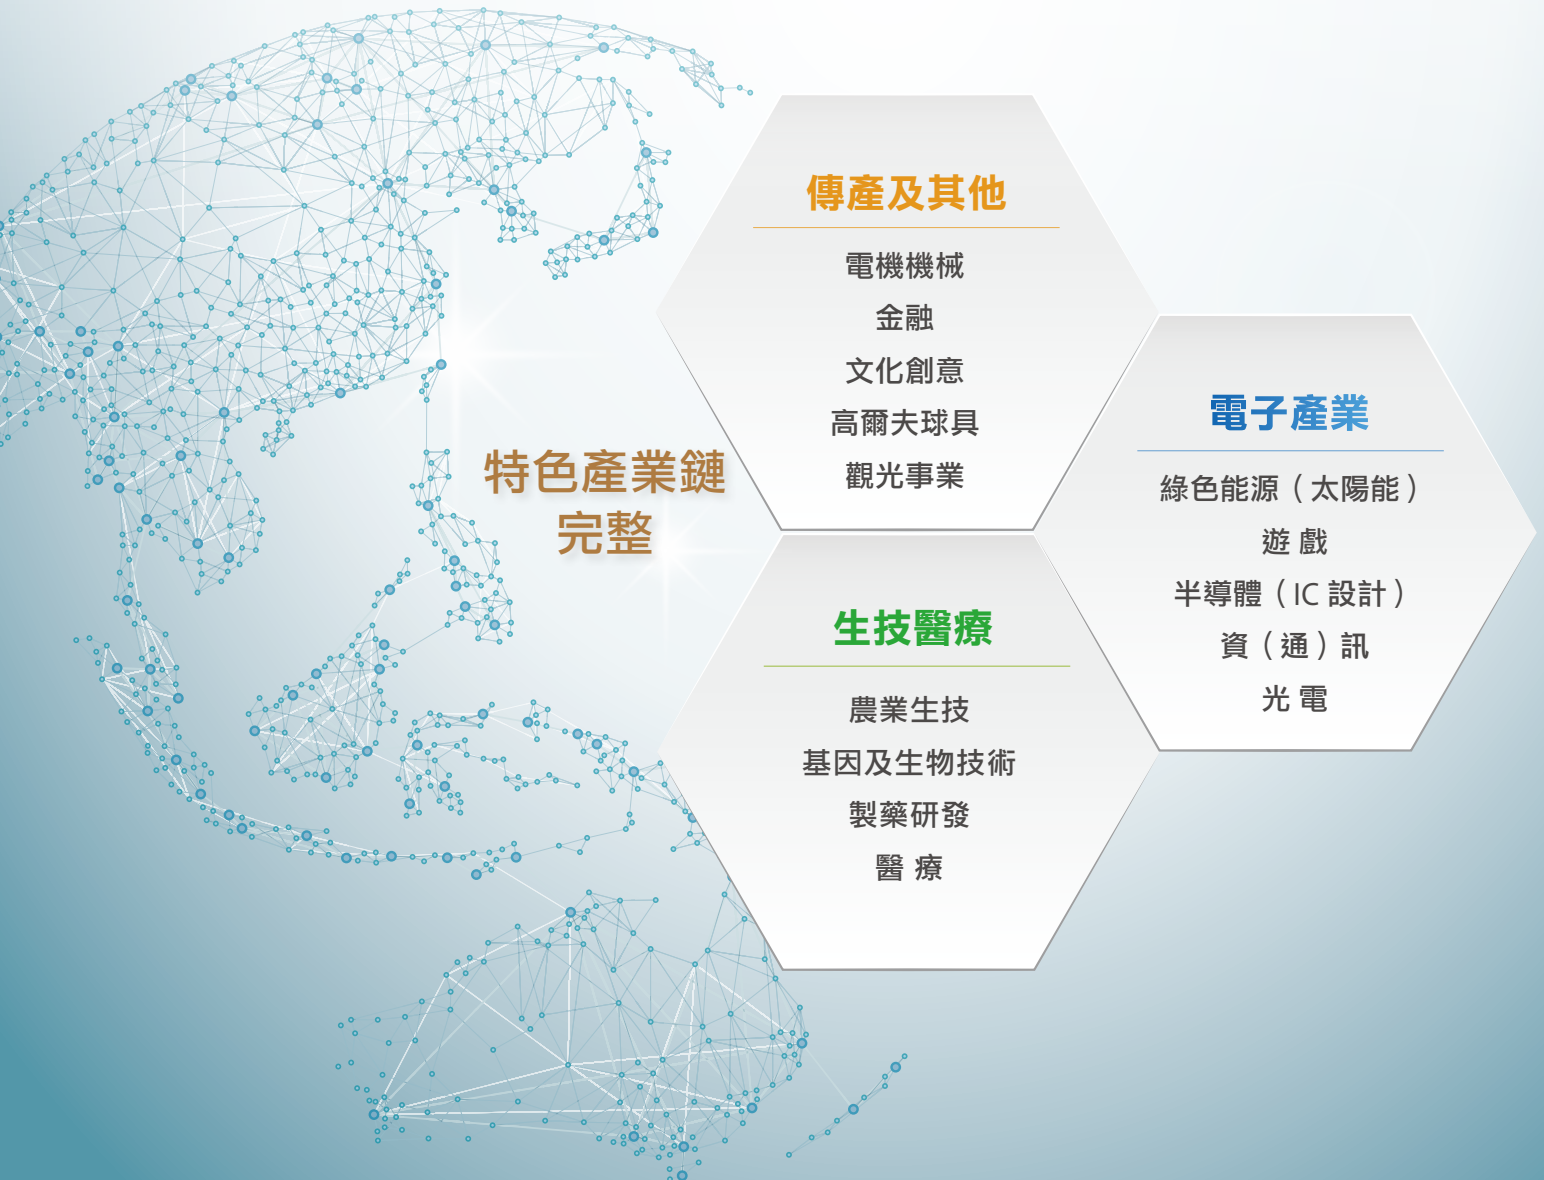 特色產業鏈
完整
傳產及其他
電機機械
金融
文化創意
高爾夫球具
觀光事業
電子產業
綠色能源（太陽能）
遊戲
半導體（IC 設計）
資（通）訊
光電
生技醫療
農業生技
基因及生物技術
製藥研發
醫療